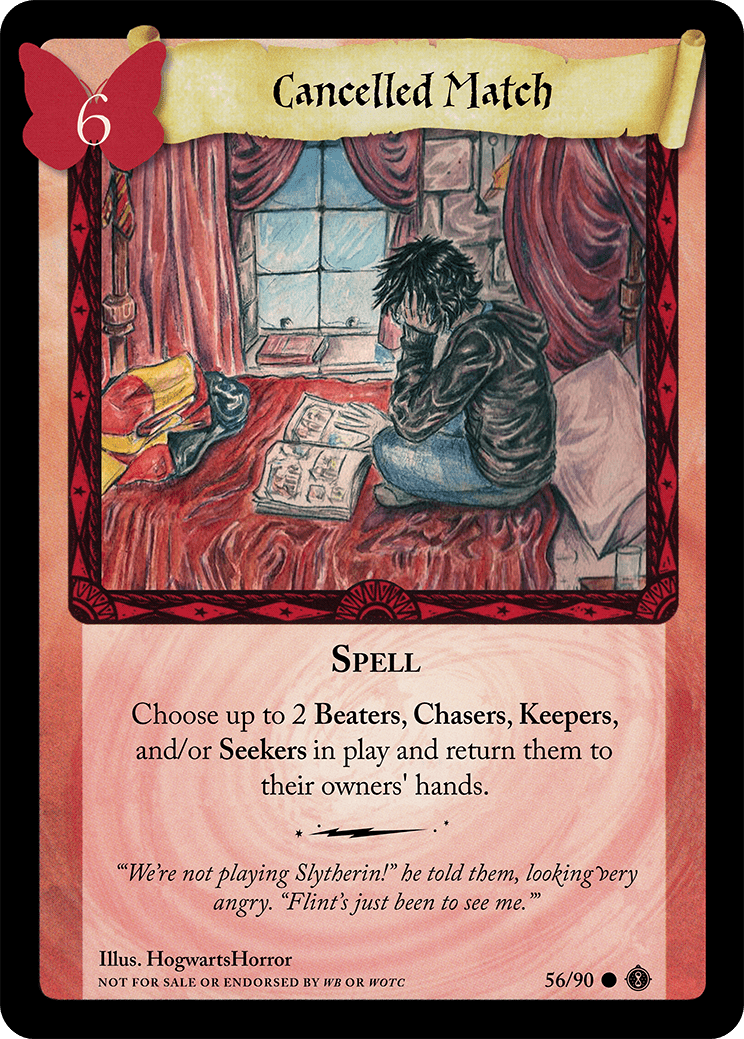 6
Cancelled Match
SPELL
Choose up to 2 Beaters, Chasers, Keepers,
and/or Seekers in play and return them to
their owners' hands.
“‘We’re not playing Slytherin!” he told them, looking very
angry. “Flint’s just been to see me.’”
Illus. HogwartsHorror
NOT FOR SALE OR ENDORSED BY WB OR WOTC
56/90